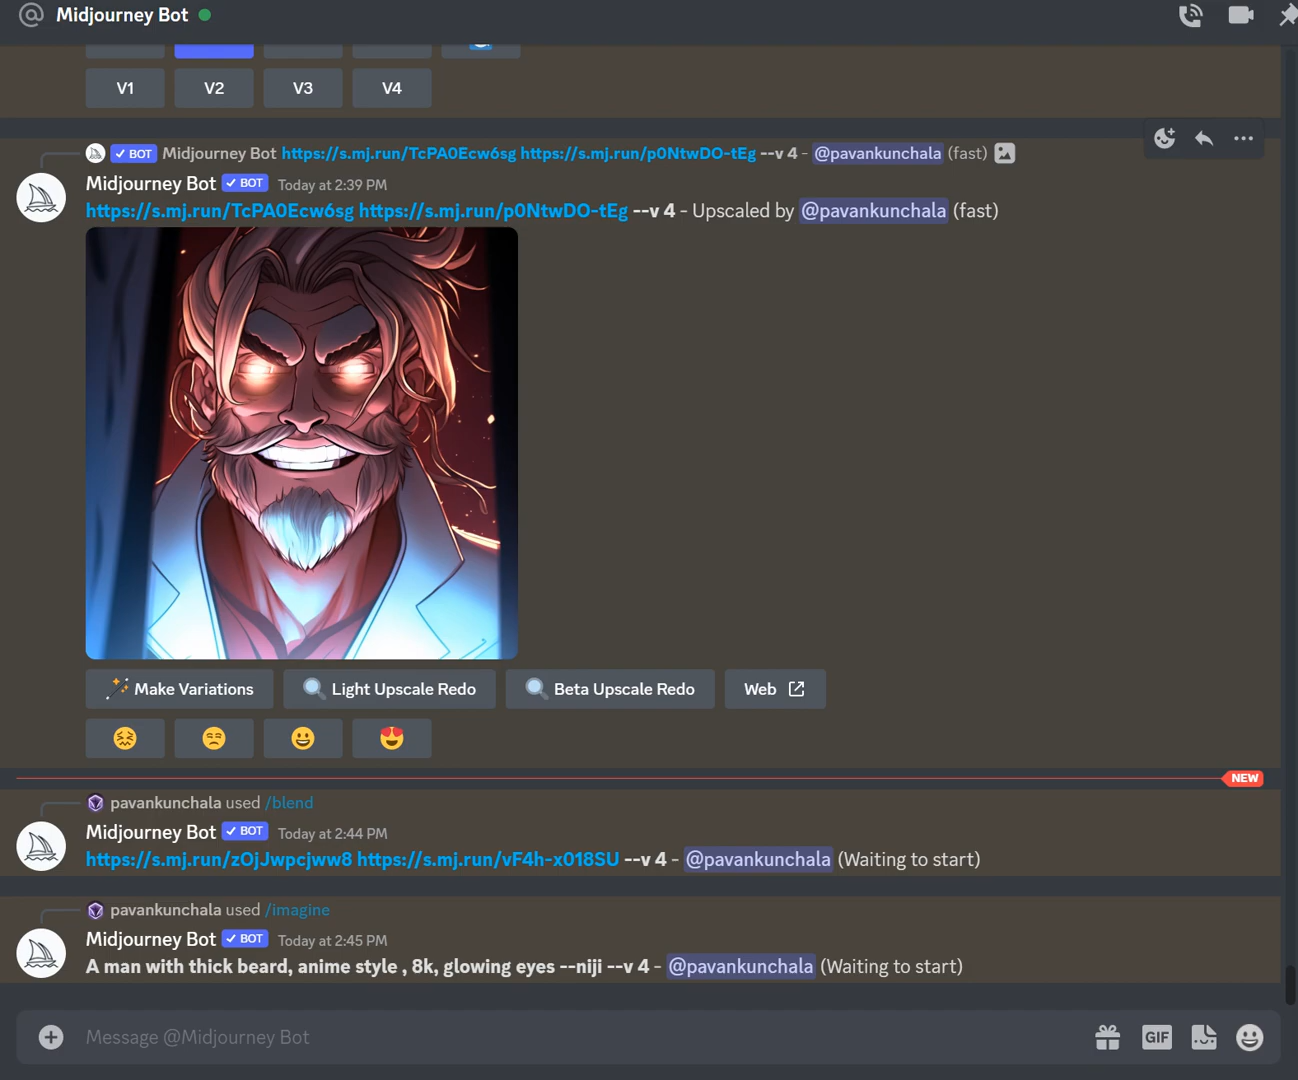 Midjourney Bot
V1 V2 V3 V4
BOT Midjourney Bot https://s.mj.run/TcPA0Ecw6sg https://s.mj.run/p0NtwDO-tEg --v 4 - @pavankunchala (fast)
Midjourney Bot BOT Today at 2:39 PM
https://s.mj.run/TcPA0Ecw6sg https://s.mj.run/p0NtwDO-tEg --v 4 - Upscaled by @pavankunchala (fast)
Make Variations Light Upscale Redo Beta Upscale Redo Web
NEW
pavankunchala used /blend
Midjourney Bot BOT Today at 2:44 PM
https://s.mj.run/zOjJwpcjww8 https://s.mj.run/vF4h-x018SU --v 4 - @pavankunchala (Waiting to start)
pavankunchala used /imagine
Midjourney Bot BOT Today at 2:45 PM
A man with thick beard, anime style , 8k, glowing eyes --niji --v 4 - @pavankunchala (Waiting to start)
Message @Midjourney Bot GIF